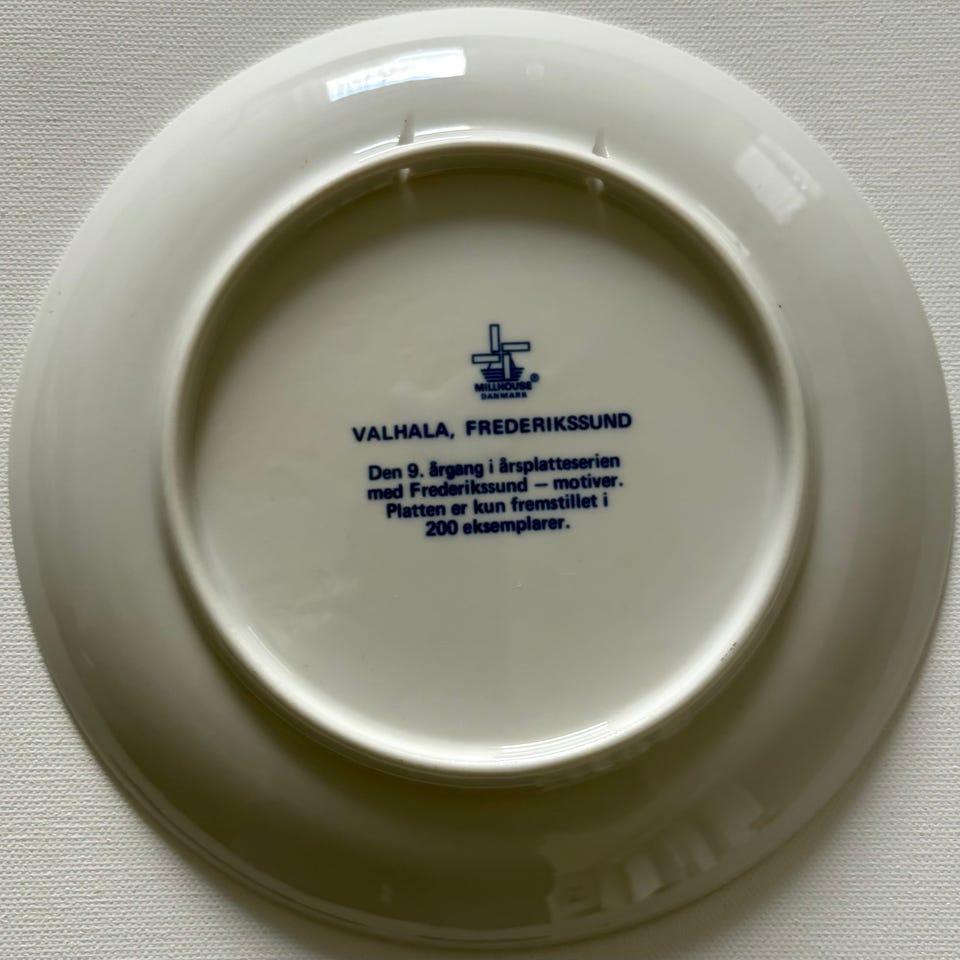 MILLHOUSE®
DANMARK
VALHALA, FREDERIKSSUND
Den 9. årgang i årsplatteserien
med Frederikssund — motiver.
Platten er kun fremstillet i
200 eksemplarer.